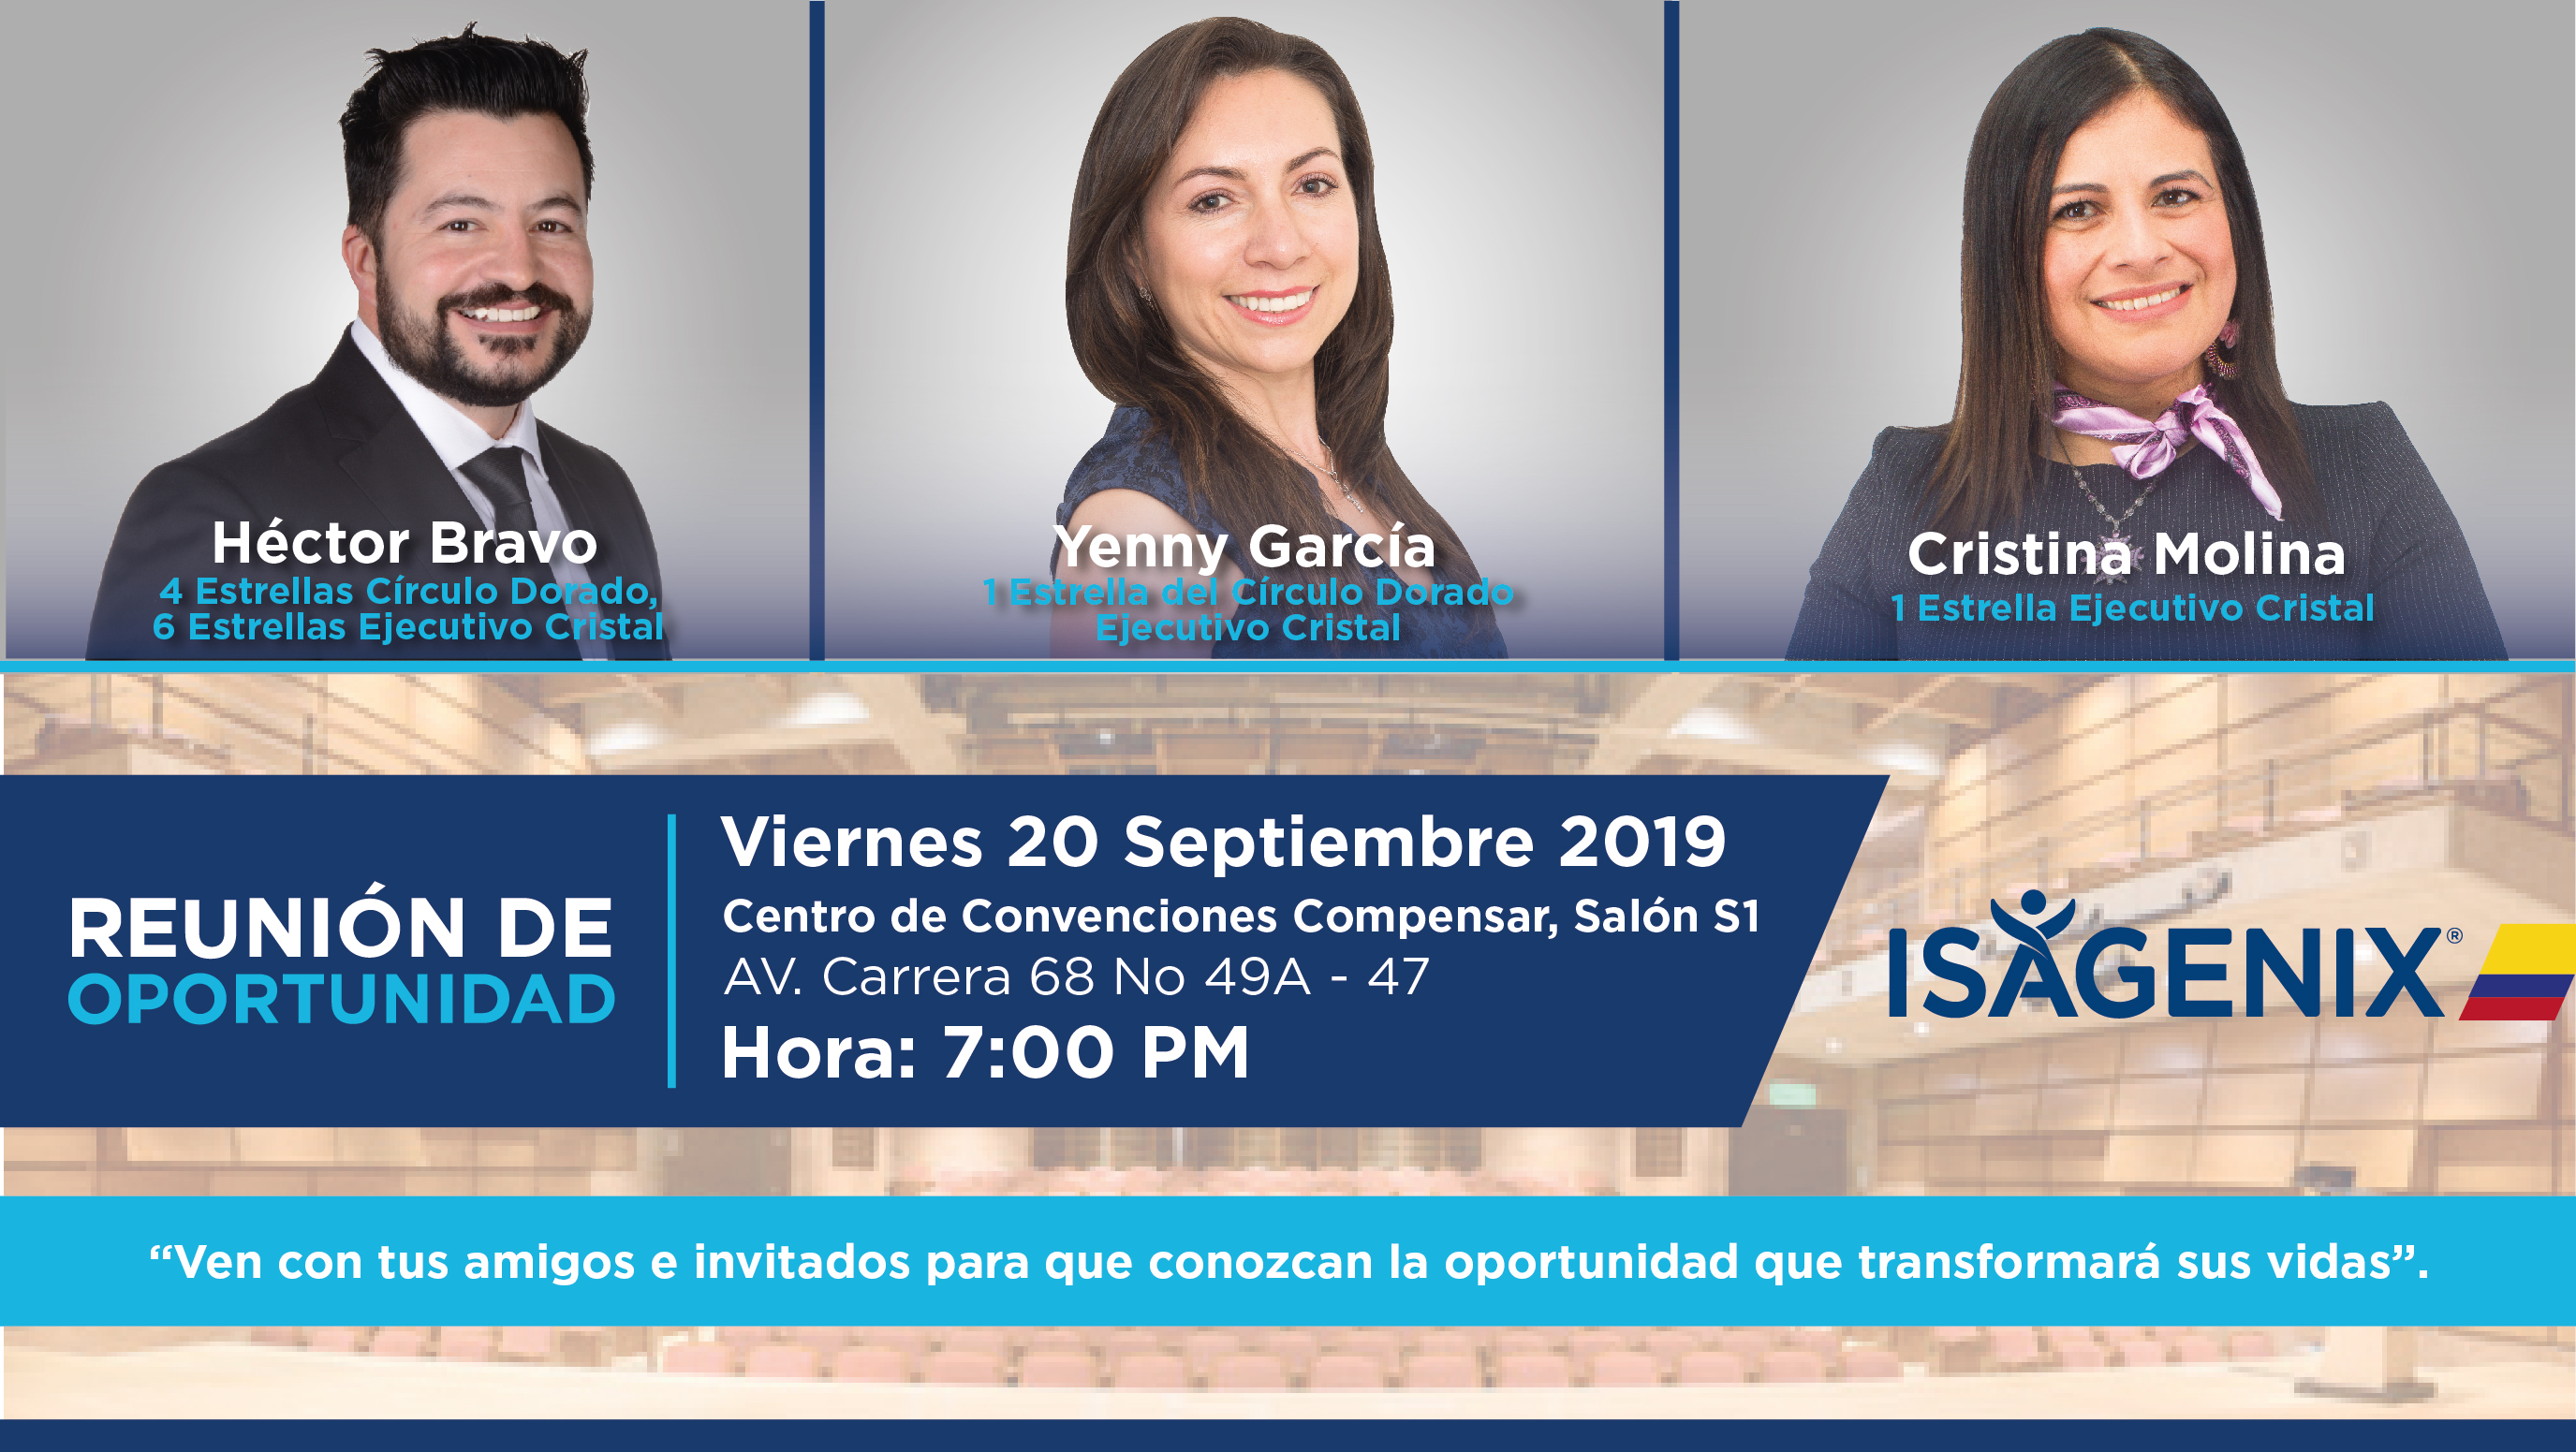 Héctor Bravo
4 Estrellas Círculo Dorado,
6 Estrellas Ejecutivo Cristal
Yenny García
1 Estrella del Círculo Dorado
Ejecutivo Cristal
Cristina Molina
1 Estrella Ejecutivo Cristal
REUNIÓN DE
OPORTUNIDAD
Viernes 20 Septiembre 2019
Centro de Convenciones Compensar, Salón S1
AV. Carrera 68 No 49A - 47
Hora: 7:00 PM
ISAGENIX®
“Ven con tus amigos e invitados para que conozcan la oportunidad que transformará sus vidas”.